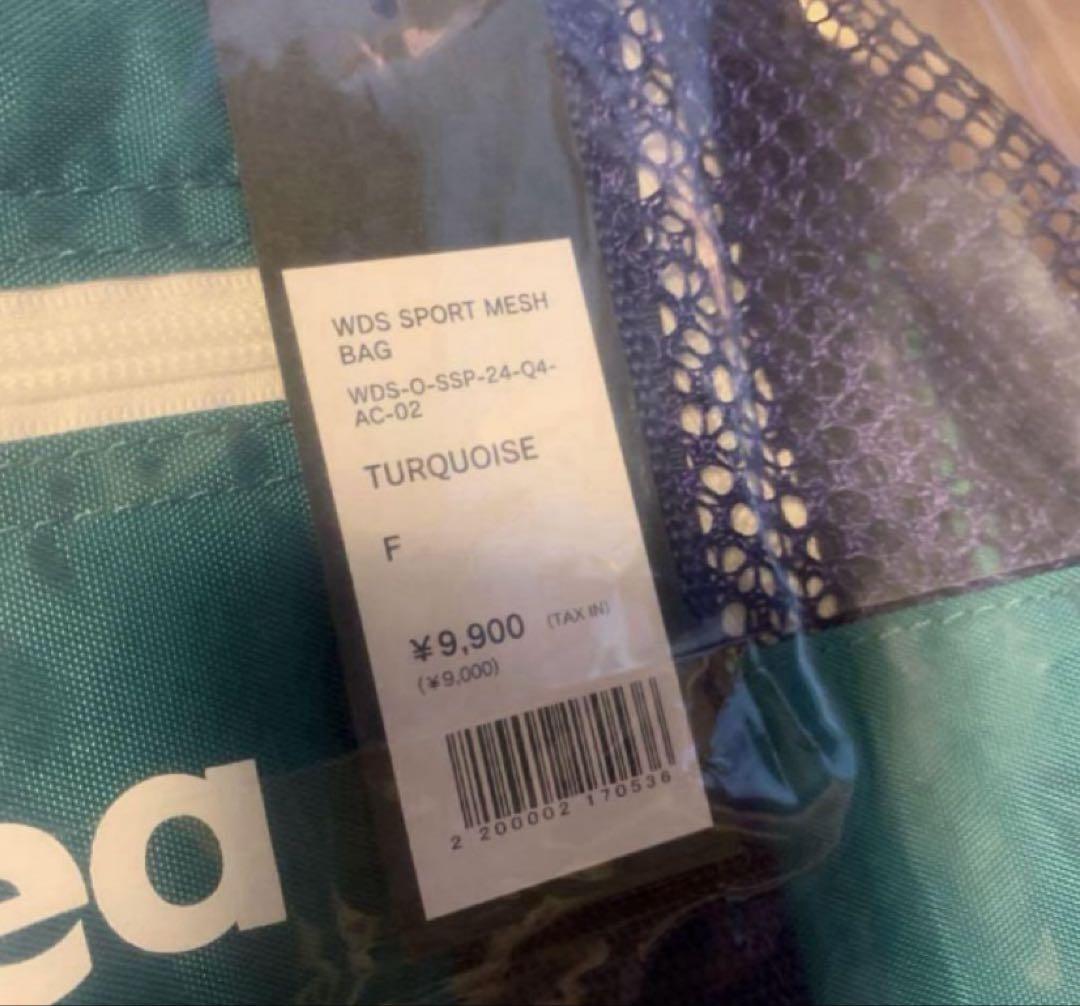 WDS SPORT MESH
BAG
WDS-O-SSP-24-Q4-
AC-02
TURQUOISE
F
¥9,900 (TAX IN)
(¥9,000)
2 200002 170536
ea